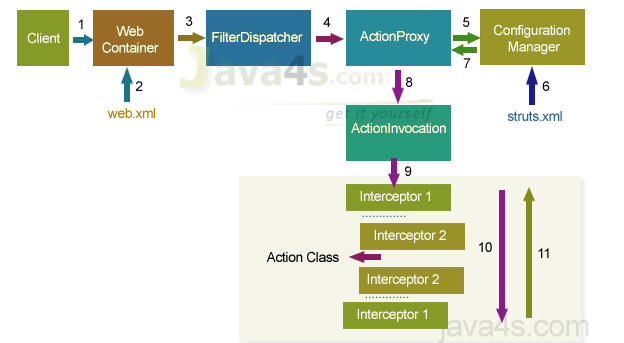 1
3
4
5
Client
Web
Container
FilterDispatcher
ActionProxy
Configuration
Manager
7
Java4s.com
2
8
6
web.xml
get it yourself
struts.xml
ActionInvocation
9
Interceptor 1
............
Interceptor 2
10
11
Action Class
Interceptor 2
............
Interceptor 1
java4s.com